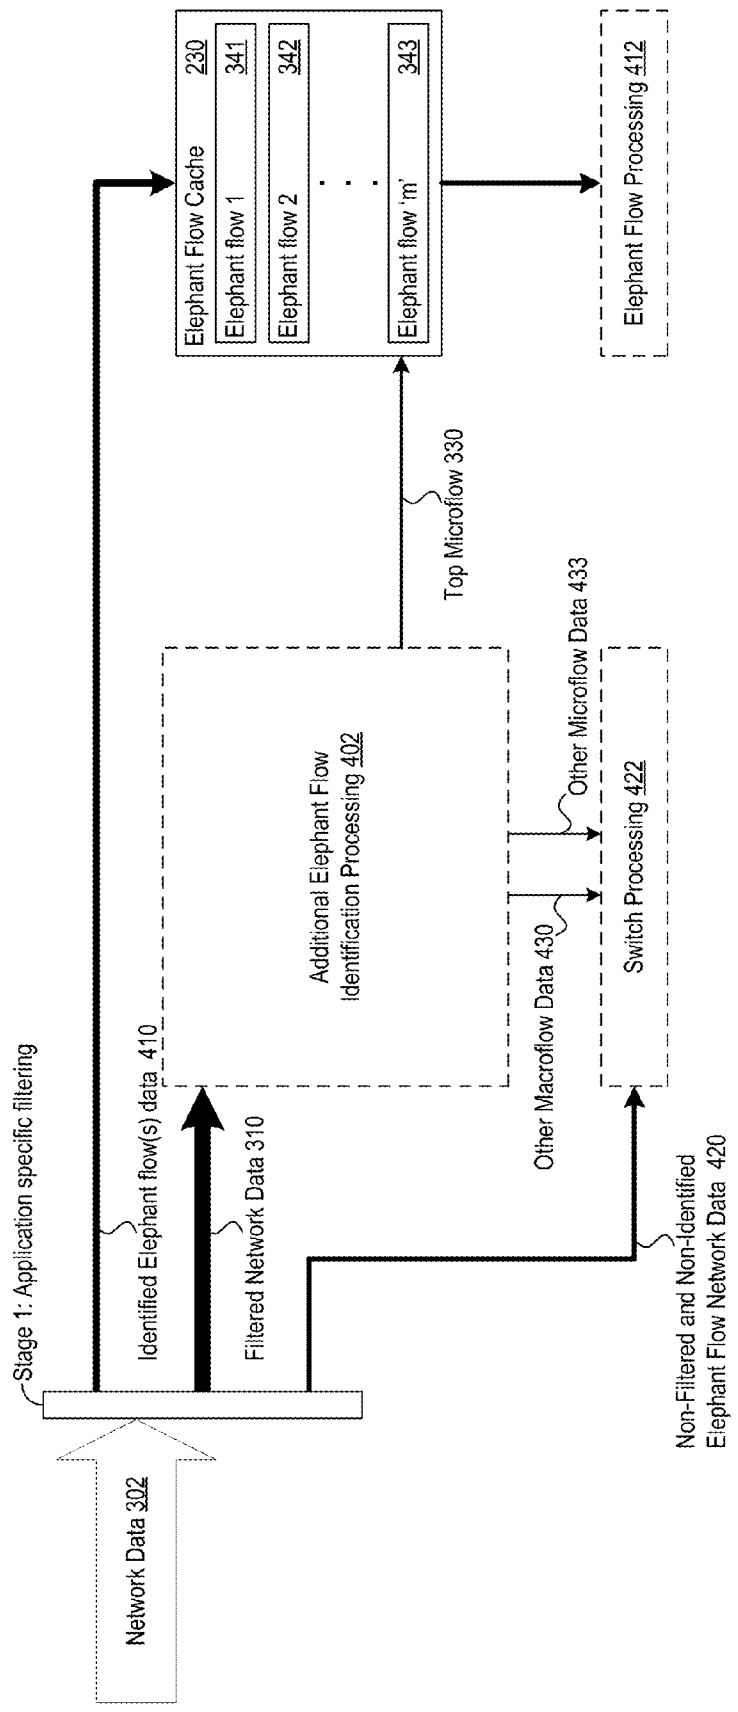 Stage 1: Application specific filtering
Network Data 302
Identified Elephant flow(s) data 410
Filtered Network Data 310
Non-Filtered and Non-Identified
Elephant Flow Network Data 420
Additional Elephant Flow
Identification Processing 402
Other Macroflow Data 430
Other Microflow Data 433
Switch Processing 422
Top Microflow 330
Elephant Flow Cache 230
Elephant flow 1 341
Elephant flow 2 342
. . . .
Elephant flow 'm' 343
Elephant Flow Processing 412